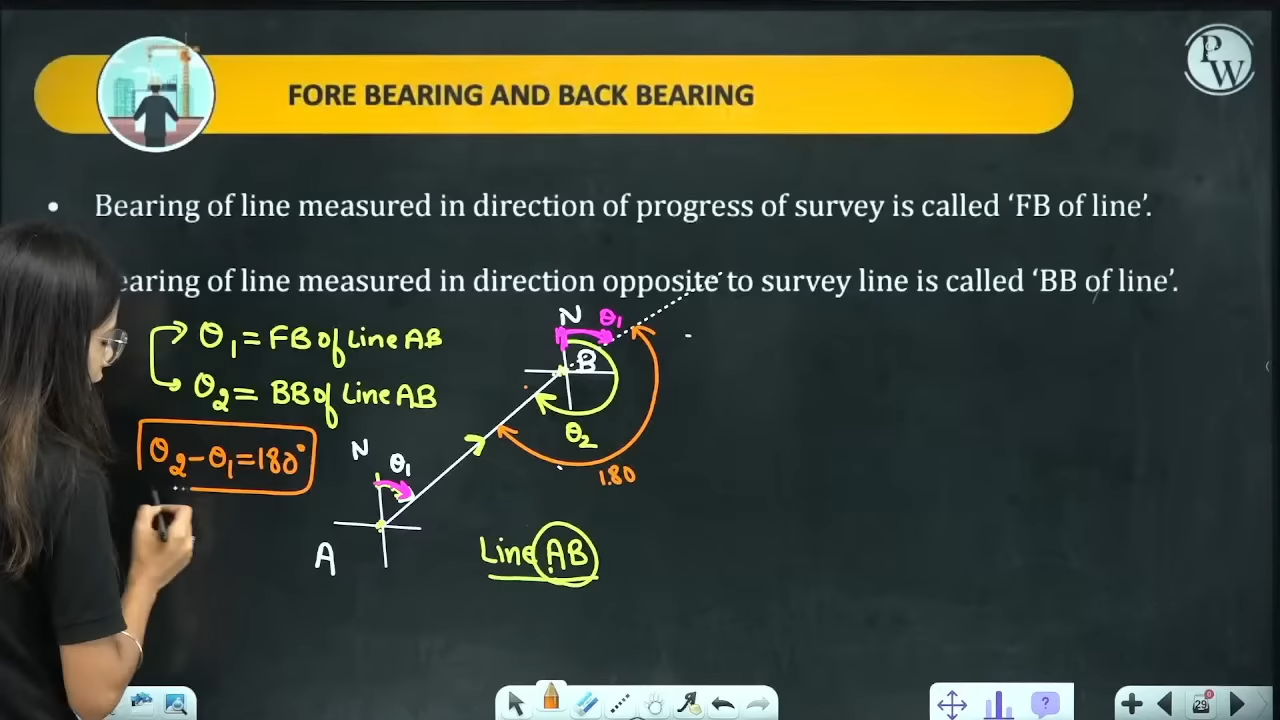 PW
FORE BEARING AND BACK BEARING
• Bearing of line measured in direction of progress of survey is called ‘FB of line’.
earing of line measured in direction opposite to survey line is called ‘BB of line’.
θ1 = FB of Line AB
θ2 = BB of Line AB
θ2 - θ1 = 180°
N θ1
B
θ2
180
N θ1
A
Line AB
29